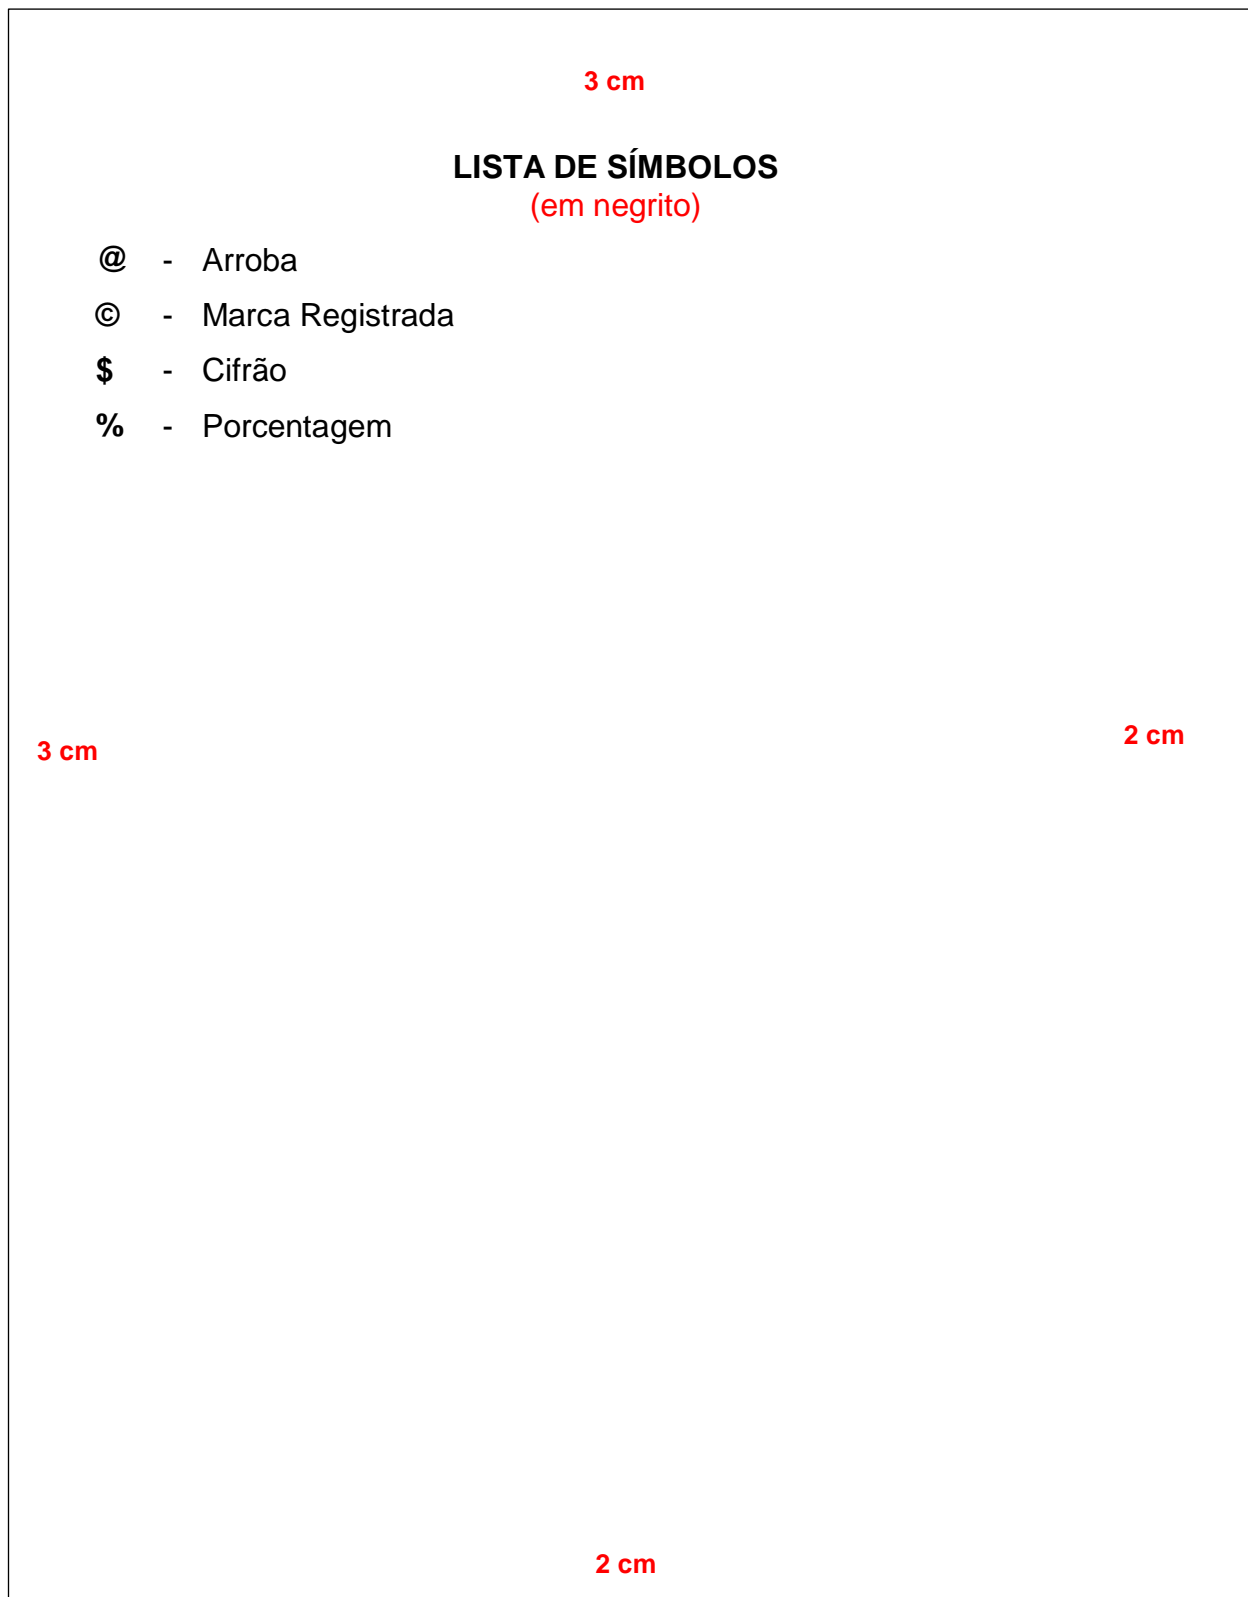 3 cm
LISTA DE SÍMBOLOS
(em negrito)
@ - Arroba
© - Marca Registrada
$ - Cifrão
% - Porcentagem
2 cm
3 cm
2 cm